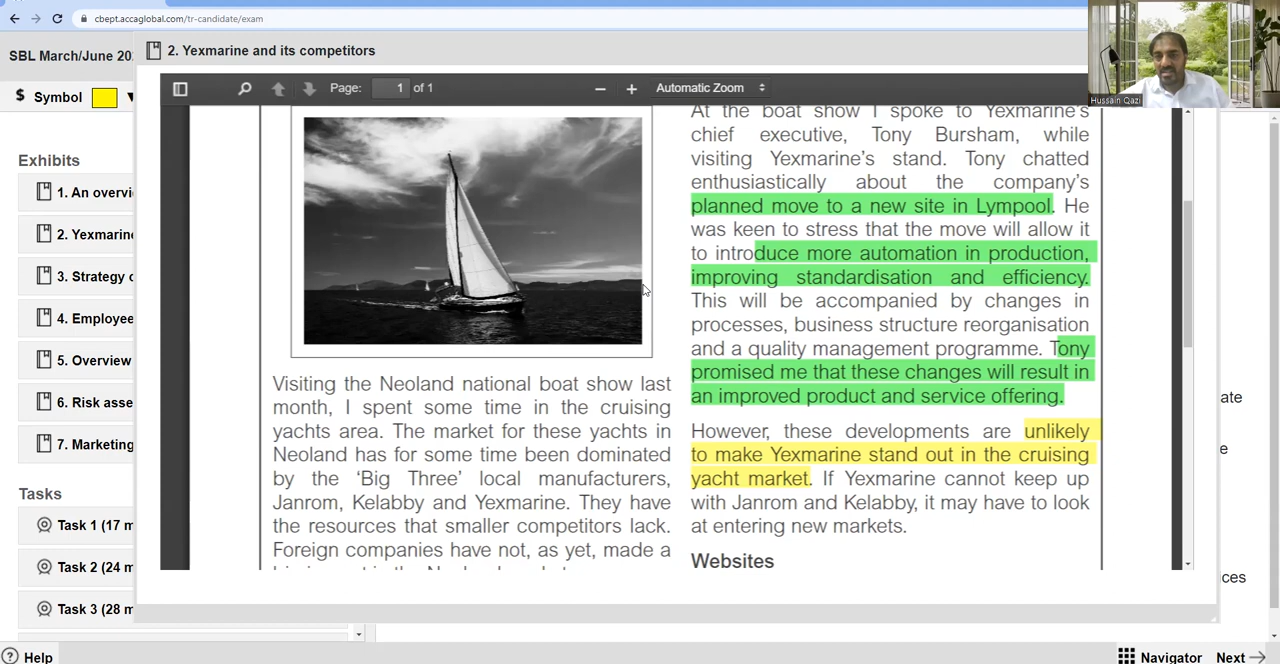 cbept.accaglobal.com/tr-candidate/exam
SBL March/June 20
2. Yexmarine and its competitors
Hussain Qazi
$ Symbol
Page: 1 of 1
Automatic Zoom
Exhibits
1. An overvi
2. Yexmarin
3. Strategy
4. Employee
5. Overview
6. Risk asse
7. Marketing
Tasks
Task 1 (17 m
Task 2 (24 m
Task 3 (28 m
Visiting the Neoland national boat show last
month, I spent some time in the cruising
yachts area. The market for these yachts in
Neoland has for some time been dominated
by the ‘Big Three’ local manufacturers,
Janrom, Kelabby and Yexmarine. They have
the resources that smaller competitors lack.
Foreign companies have not, as yet, made a
At the boat show I spoke to Yexmarine's
chief executive, Tony Bursham, while
visiting Yexmarine’s stand. Tony chatted
enthusiastically about the company’s
planned move to a new site in Lympool. He
was keen to stress that the move will allow it
to introduce more automation in production,
improving standardisation and efficiency.
This will be accompanied by changes in
processes, business structure reorganisation
and a quality management programme. Tony
promised me that these changes will result in
an improved product and service offering.
However, these developments are unlikely
to make Yexmarine stand out in the cruising
yacht market. If Yexmarine cannot keep up
with Janrom and Kelabby, it may have to look
at entering new markets.
Websites
ate
e
ces
Help
Navigator
Next